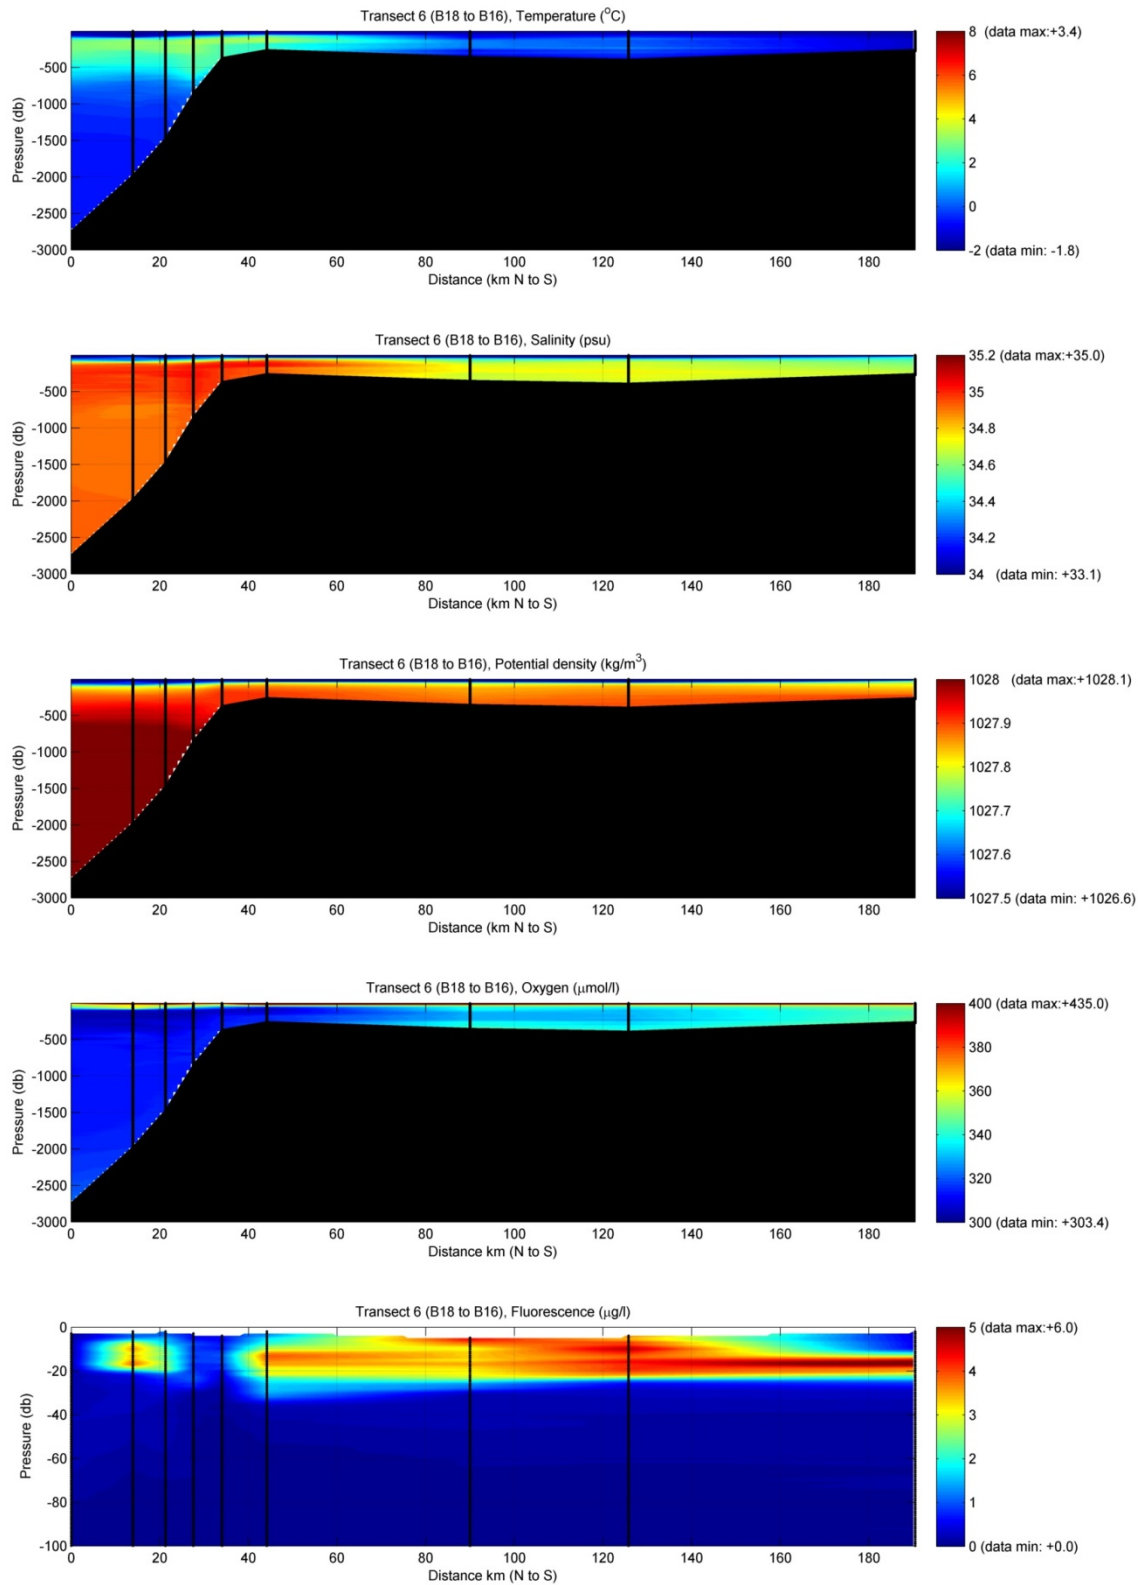 Transect 6 (B18 to B16), Temperature (°C)
Pressure (db)
-500
-1000
-1500
-2000
-2500
-3000
0 20 40 60 80 100 120 140 160 180
Distance (km N to S)
8 (data max:+3.4)
6
4
2
0
-2 (data min: -1.8)
Transect 6 (B18 to B16), Salinity (psu)
Pressure (db)
-500
-1000
-1500
-2000
-2500
-3000
0 20 40 60 80 100 120 140 160 180
Distance (km N to S)
35.2 (data max:+35.0)
35
34.8
34.6
34.4
34.2
34 (data min: +33.1)
Transect 6 (B18 to B16), Potential density (kg/m³)
Pressure (db)
-500
-1000
-1500
-2000
-2500
-3000
0 20 40 60 80 100 120 140 160 180
Distance (km N to S)
1028 (data max:+1028.1)
1027.9
1027.8
1027.7
1027.6
1027.5 (data min: +1026.6)
Transect 6 (B18 to B16), Oxygen (μmol/l)
Pressure (db)
-500
-1000
-1500
-2000
-2500
-3000
0 20 40 60 80 100 120 140 160 180
Distance km (N to S)
400 (data max:+435.0)
380
360
340
320
300 (data min: +303.4)
Transect 6 (B18 to B16), Fluorescence (μg/l)
Pressure (db)
0
-20
-40
-60
-80
-100
0 20 40 60 80 100 120 140 160 180
Distance km (N to S)
5 (data max:+6.0)
4
3
2
1
0 (data min: +0.0)